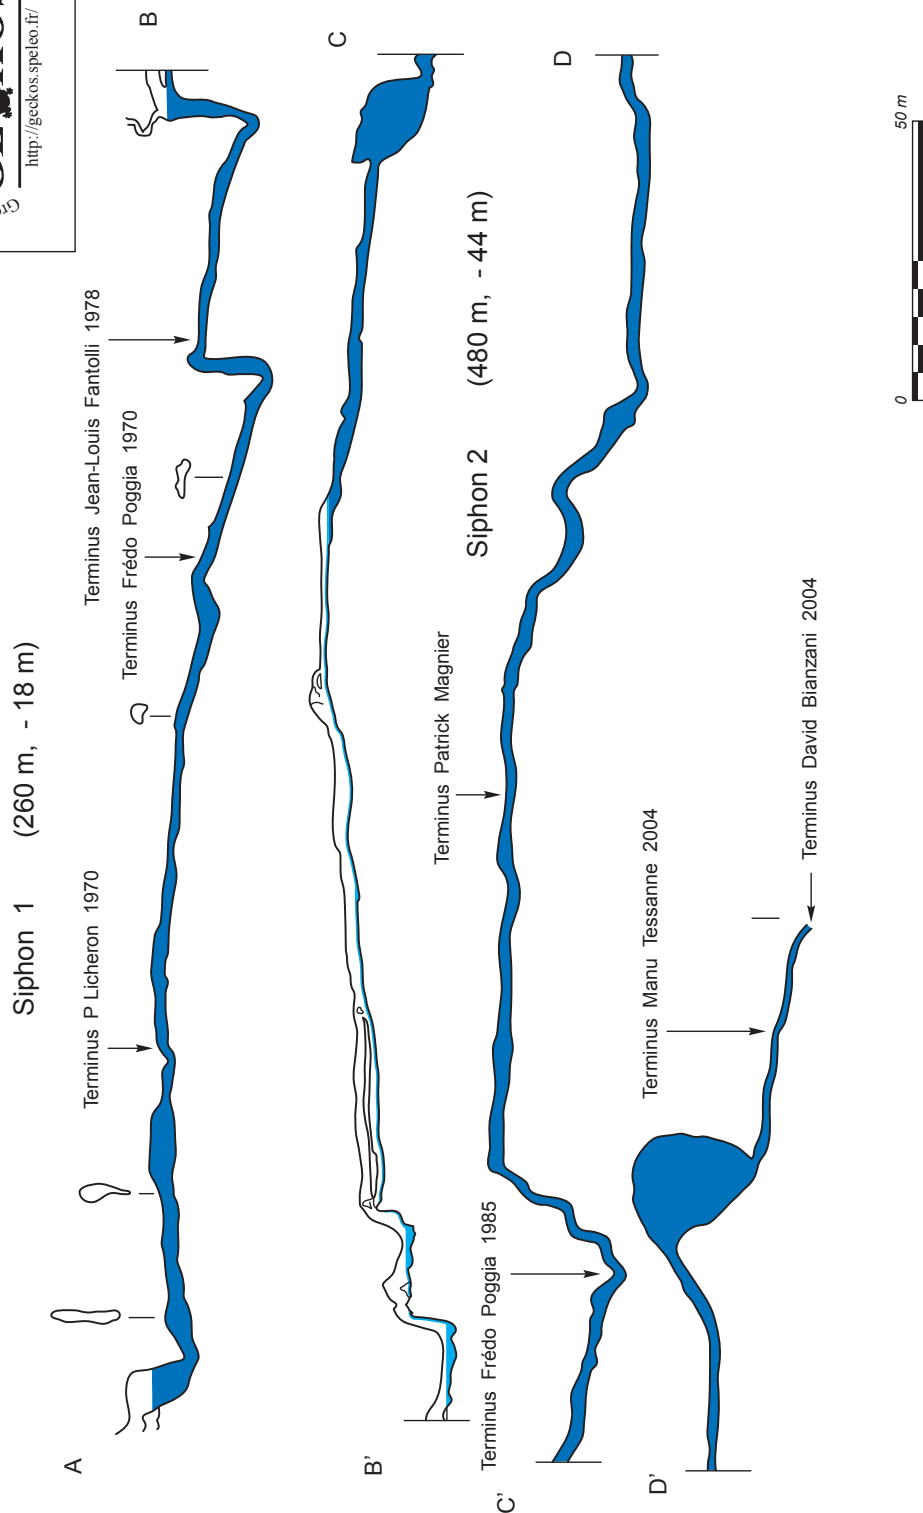 http://geckos.speleo.fr/
Siphon 1 (260 m, - 18 m)
A
B
Terminus P Licheron 1970
Terminus Frédo Poggia 1970
Terminus Jean-Louis Fantolli 1978
B'
C
Siphon 2 (480 m, - 44 m)
C'
D
Terminus Frédo Poggia 1985
Terminus Patrick Magnier
D'
Terminus Manu Tessanne 2004
Terminus David Bianzani 2004
0
50 m